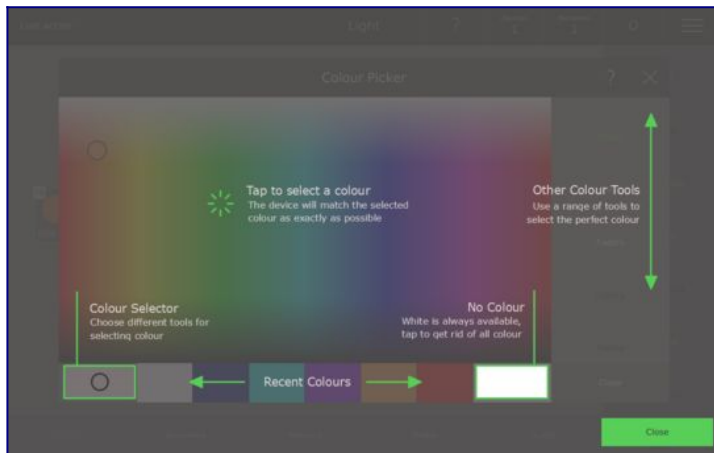 Light ?
Colour Picker ?
Tap to select a colour
The device will match the selected
colour as exactly as possible
Other Colour Tools
Use a range of tools to
select the perfect colour
Colour Selector
Choose different tools for
selecting colour
No Colour
White is always available,
tap to get rid of all colour
Recent Colours
Close